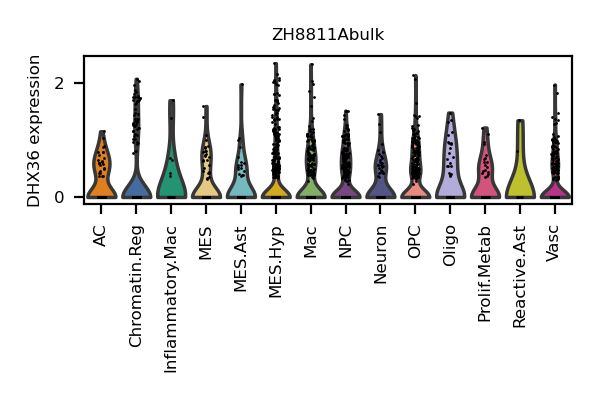 ZH8811Abulk
DHX36 expression
2
0
AC
Chromatin.Reg
Inflammatory.Mac
MES
MES.Ast
MES.Hyp
Mac
NPC
Neuron
OPC
Oligo
Prolif.Metab
Reactive.Ast
Vasc